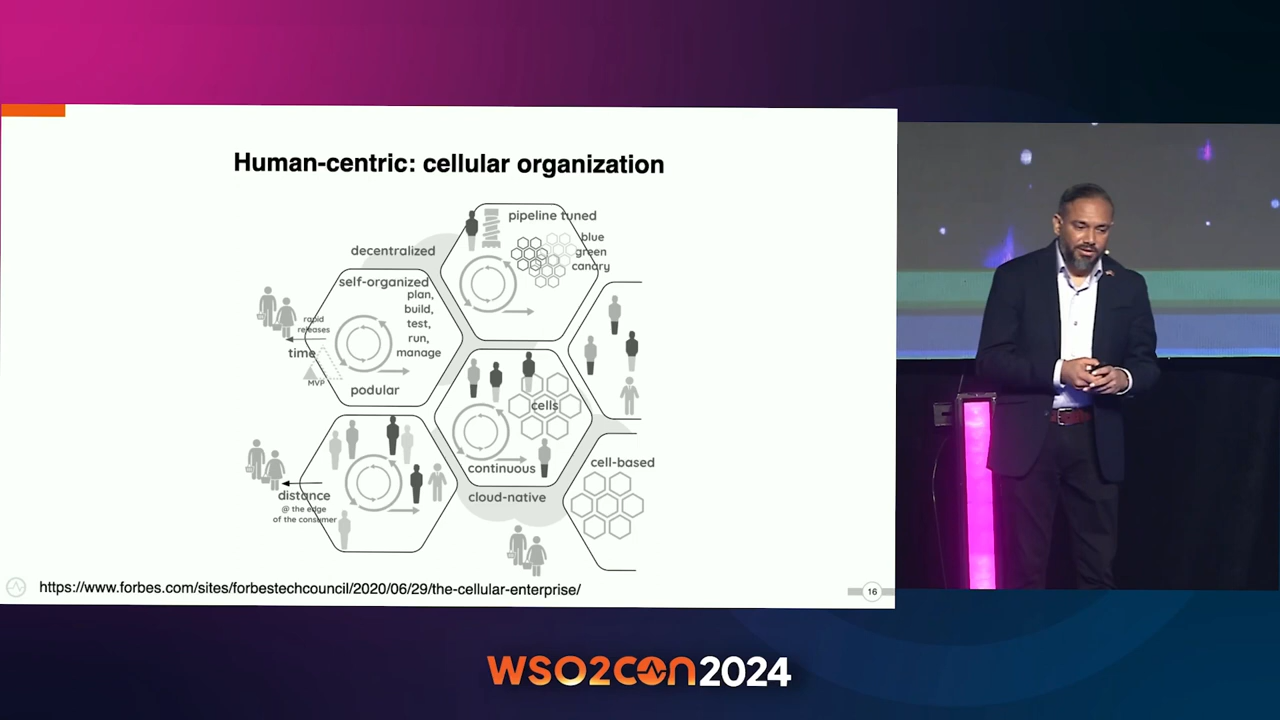 Human-centric: cellular organization
pipeline tuned
blue
green
canary
decentralized
self-organized
plan,
build,
test,
run,
manage
rapid
releases
time
MVP
podular
cells
continuous
cloud-native
cell-based
distance
@ the edge
of the consumer
https://www.forbes.com/sites/forbestechcouncil/2020/06/29/the-cellular-enterprise/
16
WSO2CON2024